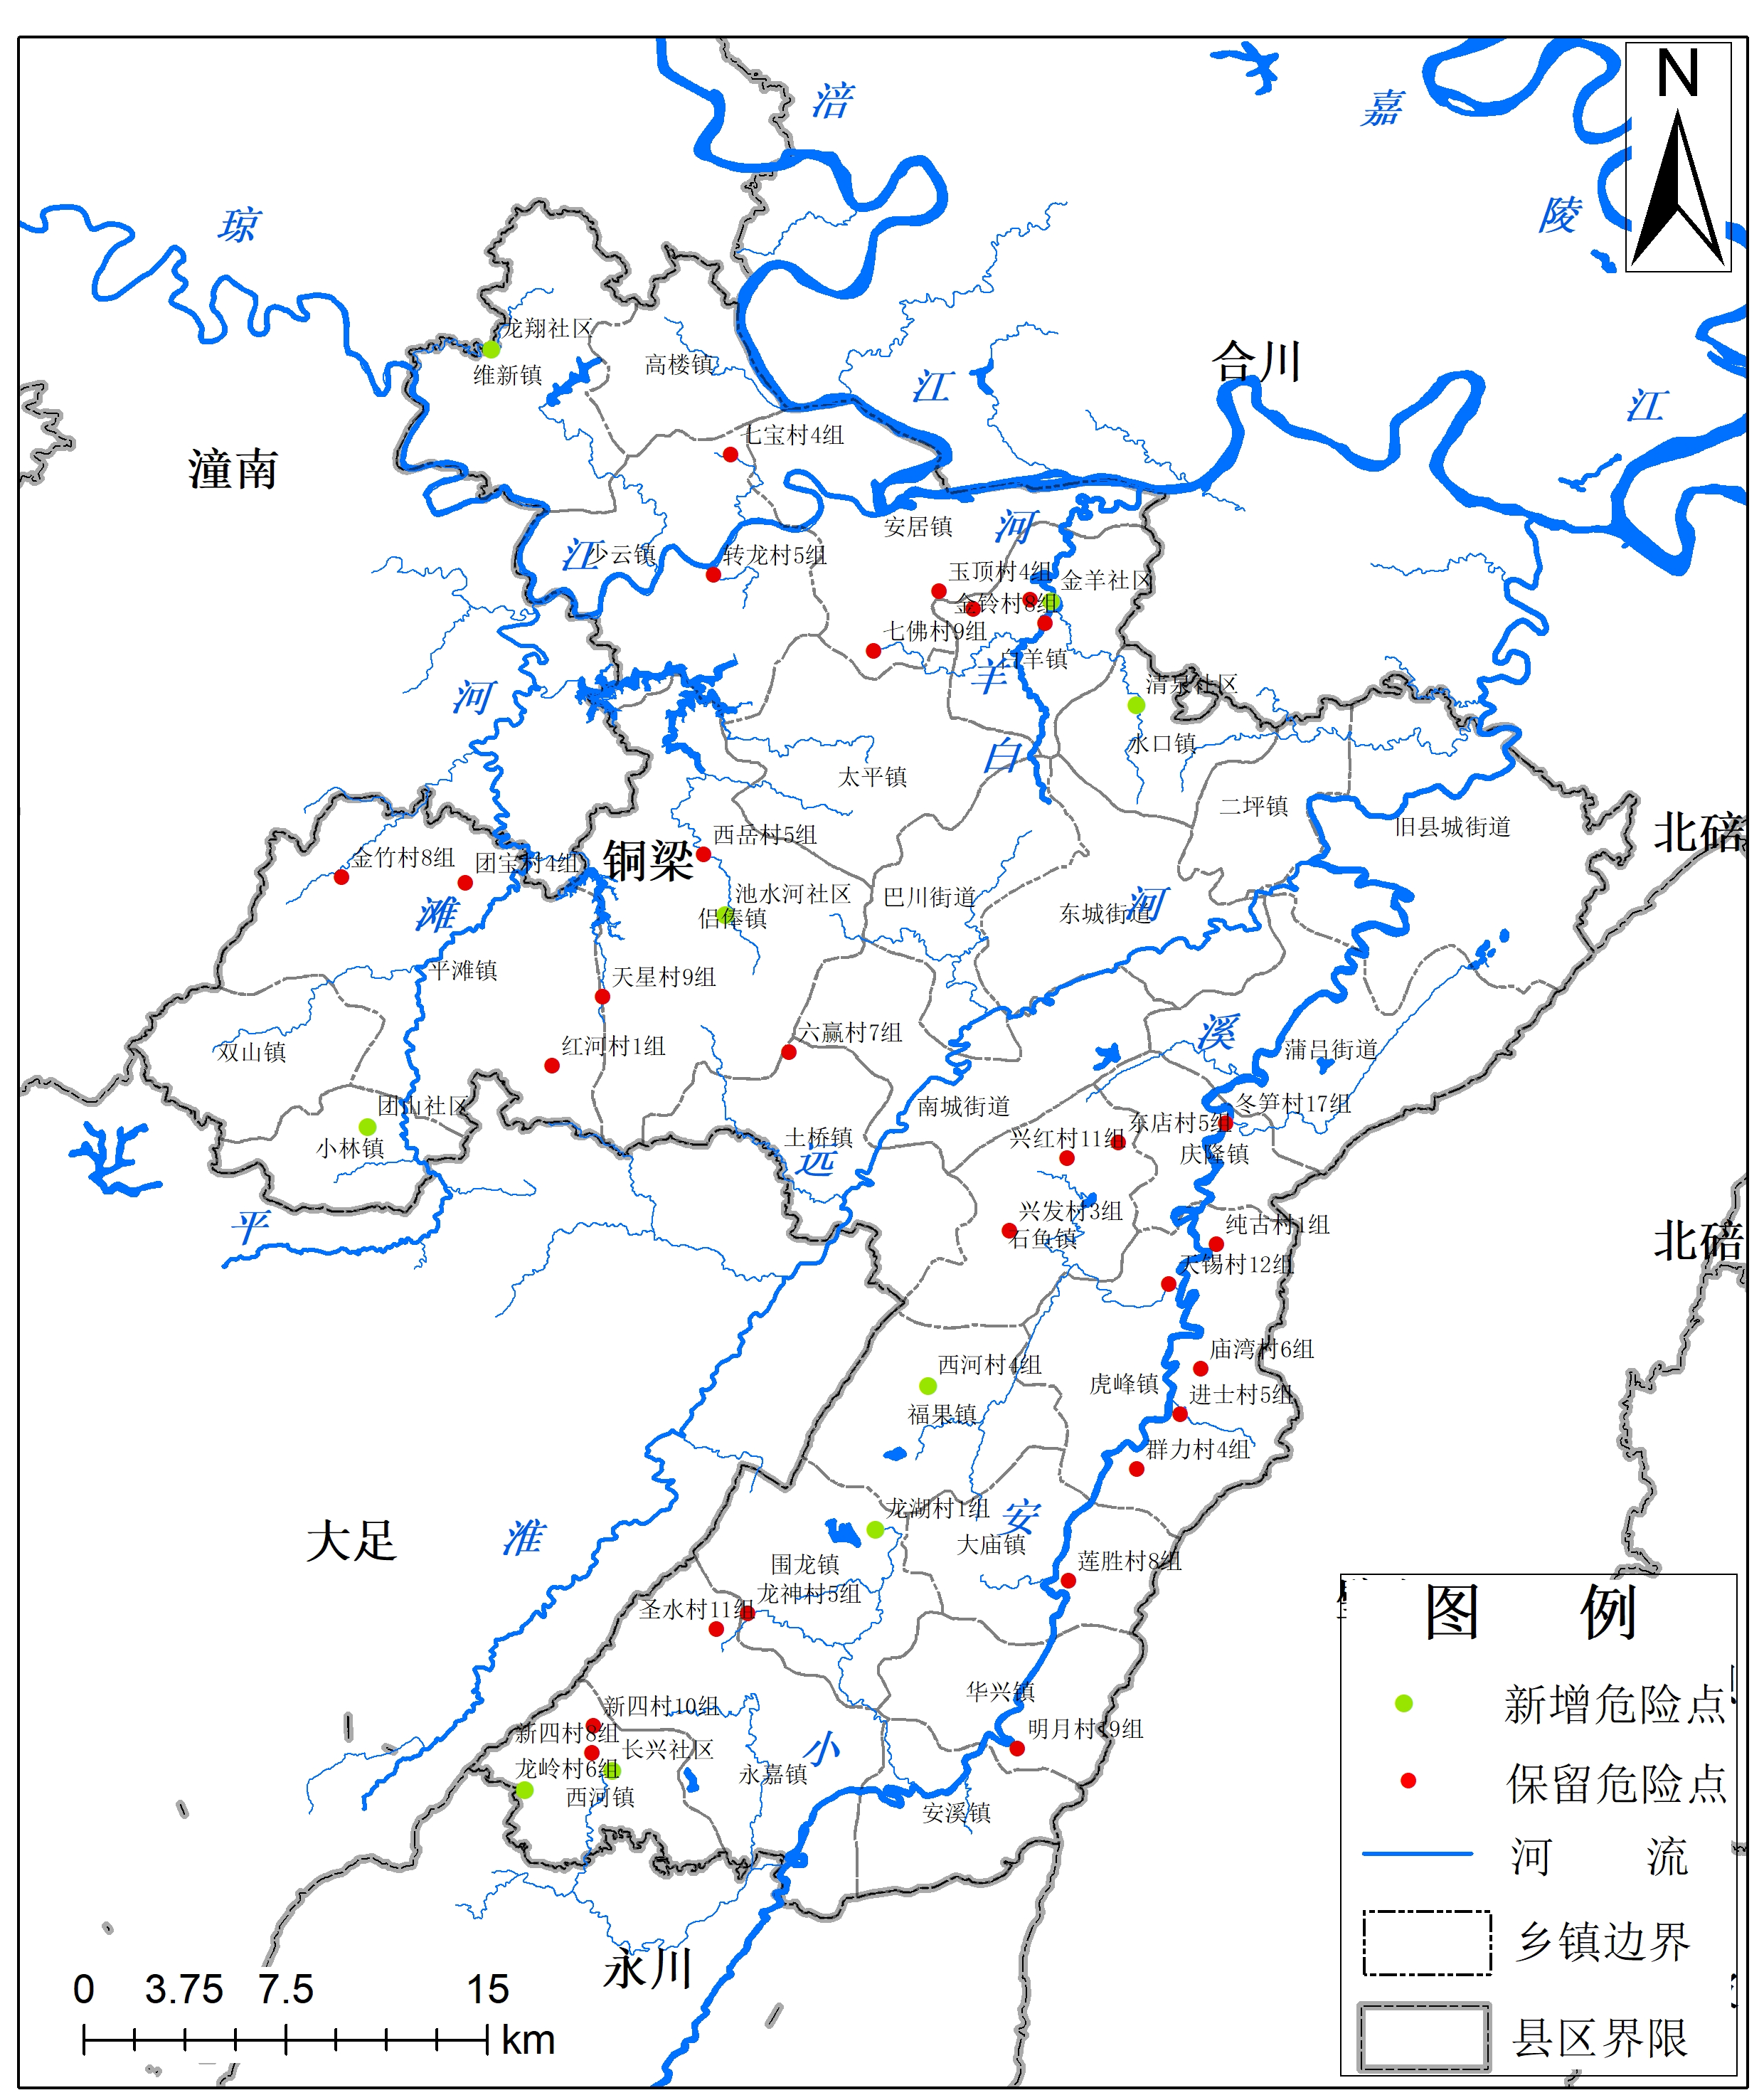 N
涪
嘉
琼
陵
龙翔社区
维新镇
高楼镇
江
合川
江
七宝村4组
潼南
安居镇
河
江
少云镇
转龙村5组
玉顶村4组
金羊社区
金铃村8组
七佛村9组
白羊镇
羊
清泉社区
河
水口镇
白
太平镇
二坪镇
旧县城街道
北碚
西岳村5组
铜梁
金竹村8组
团宝村4组
池水河社区
侣俸镇
巴川街道
东城街道
河
滩
平滩镇
天星村9组
六赢村7组
溪
红河村1组
双山镇
蒲吕街道
团山社区
南城街道
冬笋村17组
东店村5组
兴红村11组
土桥镇
小林镇
庆隆镇
远
平
兴发村3组
石鱼镇
纯古村1组
北碚
天锡村12组
庙湾村6组
西河村4组
虎峰镇
进士村5组
福果镇
群力村4组
龙湖村1组
安
大足
淮
大庙镇
围龙镇
莲胜村8组
龙神村5组
圣水村11组
华兴镇
新四村10组
新四村8组
明月村19组
长兴社区
小
龙岭村6组
永嘉镇
西河镇
安溪镇
永川
0 3.75 7.5 15
km
图 例
新增危险点
保留危险点
河 流
乡镇边界
县区界限